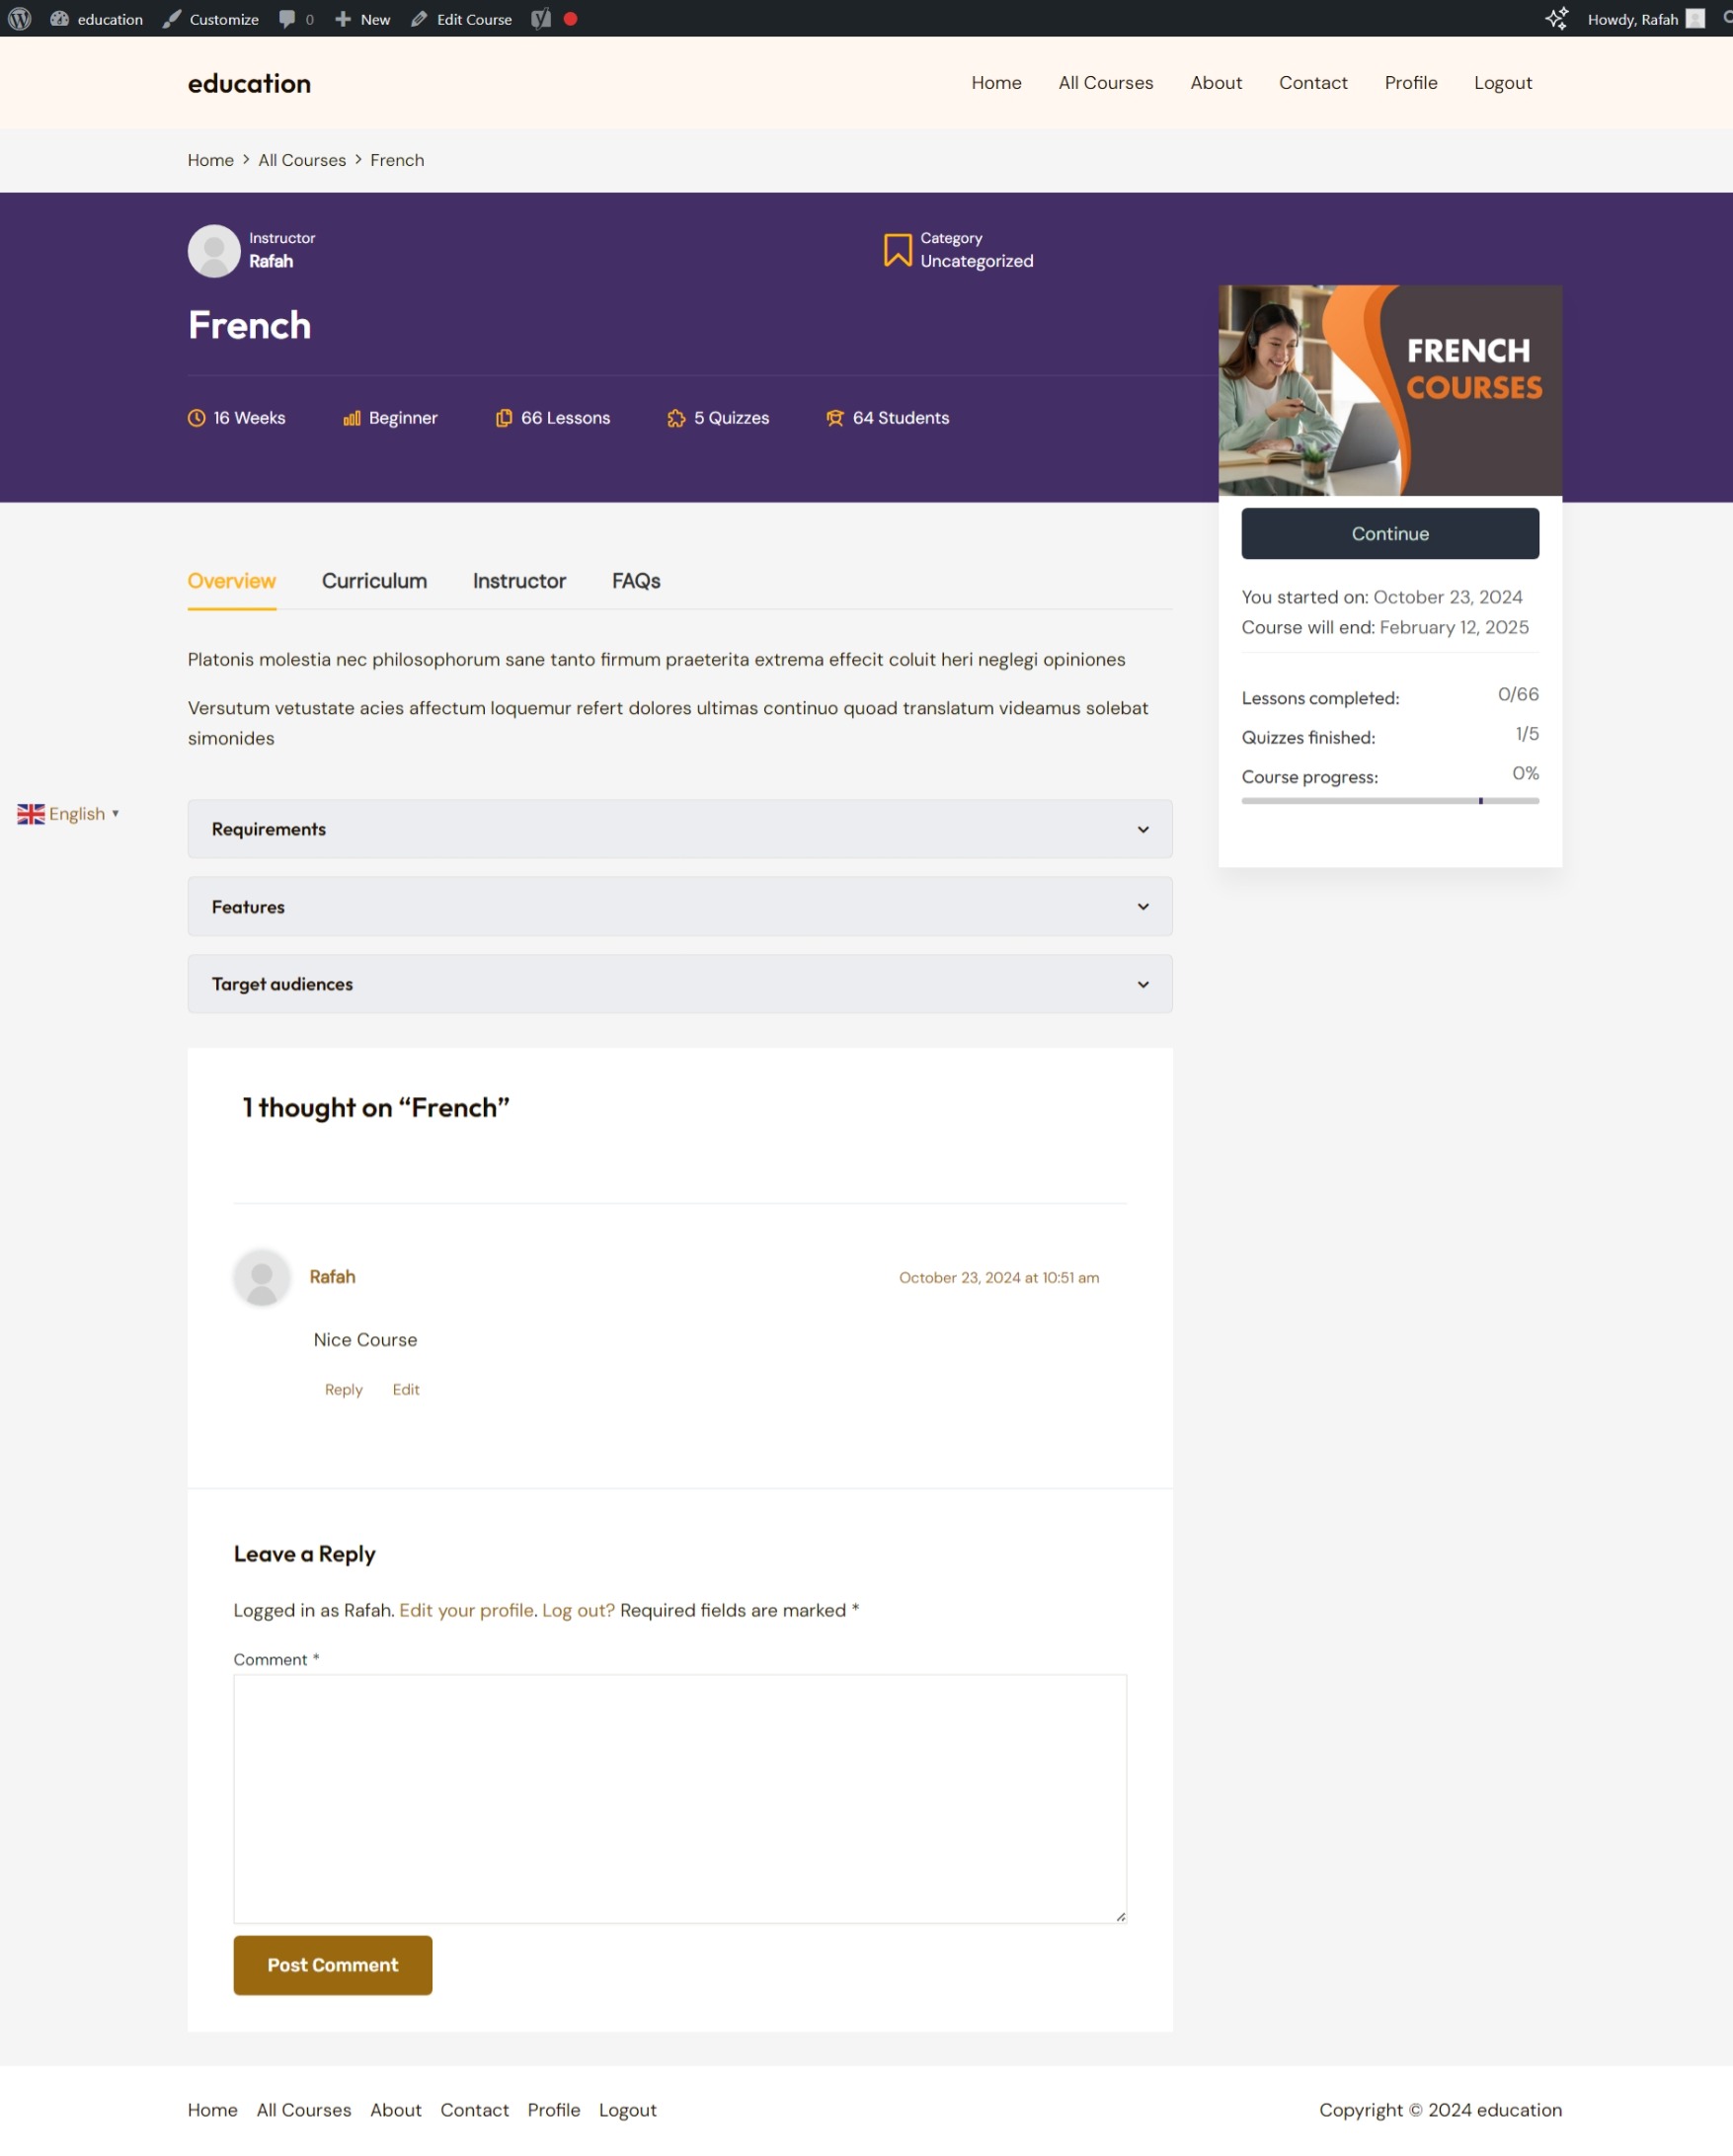 education
Customize
0
New
Edit Course
Howdy, Rafah
education
Home
All Courses
About
Contact
Profile
Logout
Home > All Courses > French
Instructor
Rafah
Category
Uncategorized
French
16 Weeks
Beginner
66 Lessons
5 Quizzes
64 Students
FRENCH
COURSES
Continue
You started on: October 23, 2024
Course will end: February 12, 2025
Lessons completed: 0/66
Quizzes finished: 1/5
Course progress: 0%
Overview
Curriculum
Instructor
FAQs
Platonis molestia nec philosophorum sane tanto firmum praeterita extrema effecit coluit heri neglegi opiniones
Versutum vetustate acies affectum loquemur refert dolores ultimas continuo quoad translatum videamus solebat
simonides
English
Requirements
Features
Target audiences
1 thought on “French”
Rafah
October 23, 2024 at 10:51 am
Nice Course
Reply
Edit
Leave a Reply
Logged in as Rafah. Edit your profile. Log out? Required fields are marked *
Comment *
Post Comment
Home
All Courses
About
Contact
Profile
Logout
Copyright © 2024 education